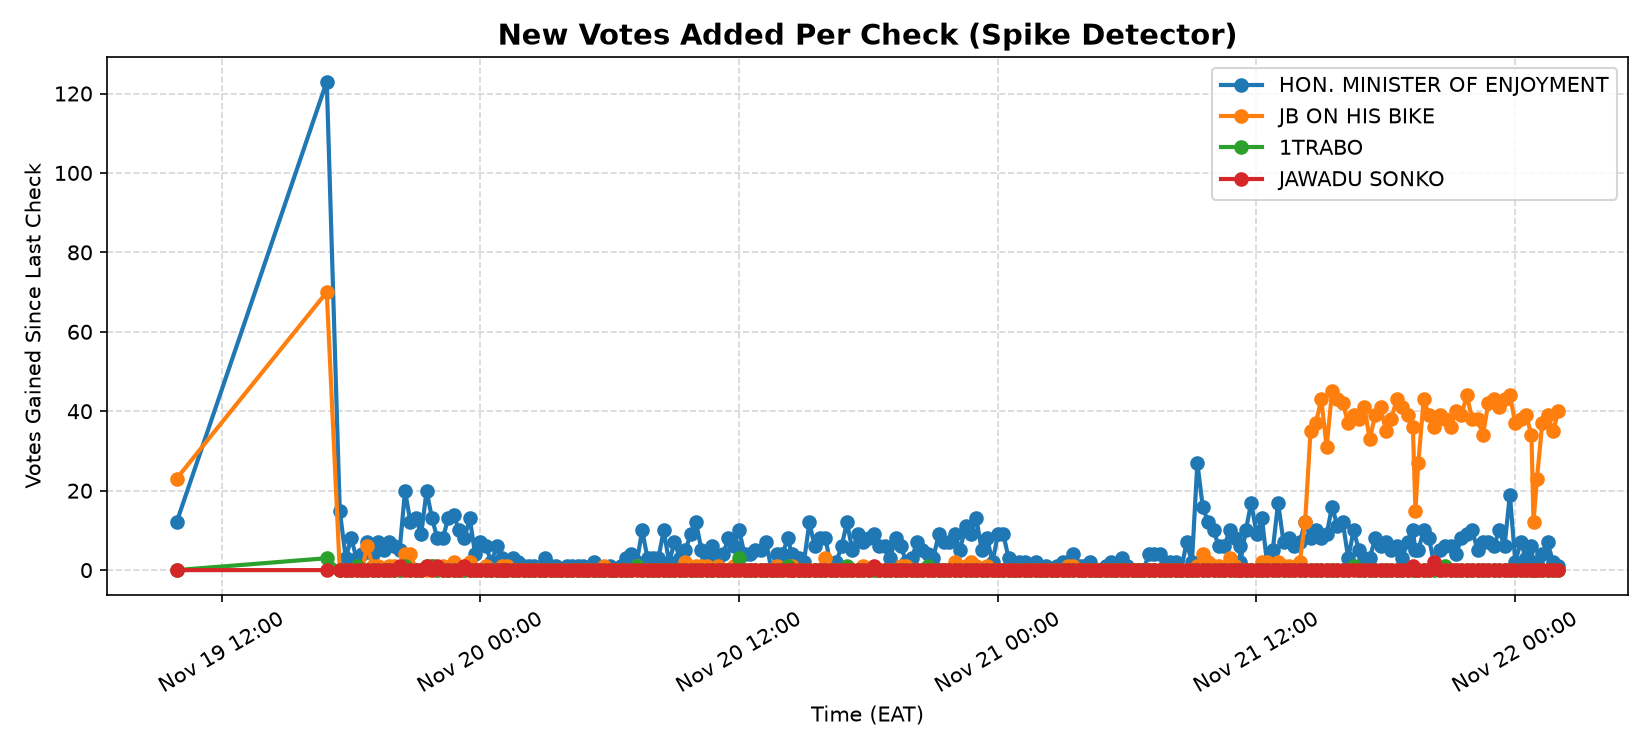 New Votes Added Per Check (Spike Detector)
HON. MINISTER OF ENJOYMENT
JB ON HIS BIKE
1TRABO
JAWADU SONKO
Votes Gained Since Last Check
120
100
80
60
40
20
0
Nov 19 12:00
Nov 20 00:00
Nov 20 12:00
Nov 21 00:00
Nov 21 12:00
Nov 22 00:00
Time (EAT)